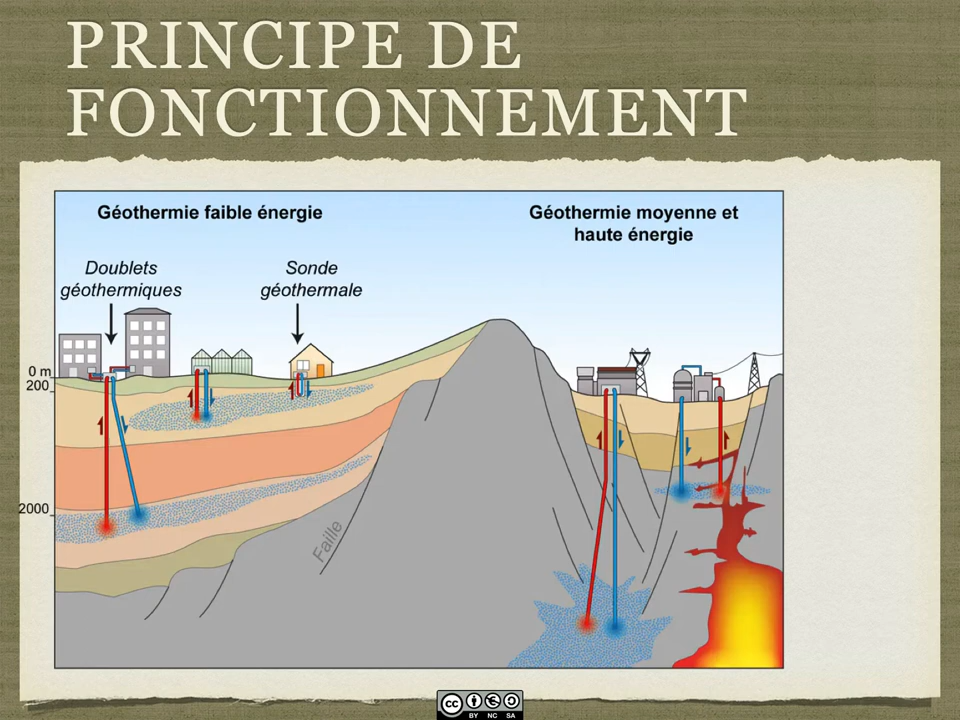 PRINCIPE DE
FONCTIONNEMENT
Géothermie faible énergie
Géothermie moyenne et
haute énergie
Doublets
géothermiques
Sonde
géothermale
0 m
200
2000
Faille
cc
BY NC SA